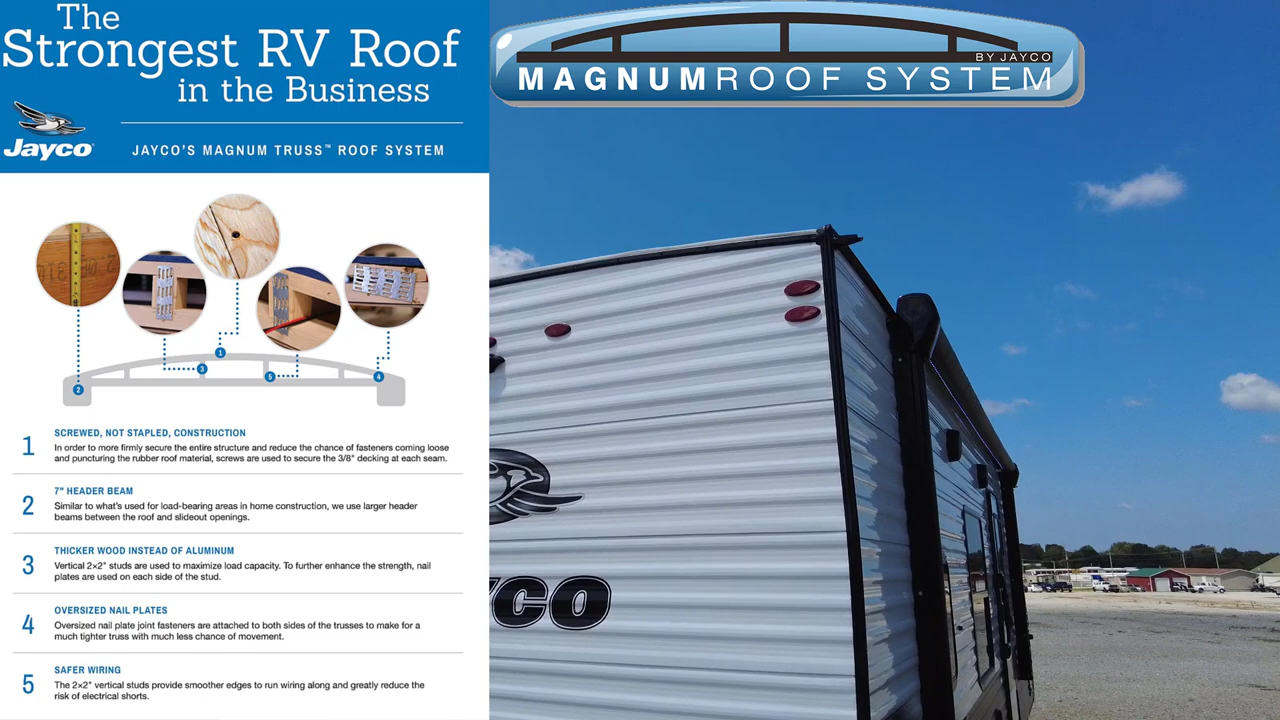 The
Strongest RV Roof
in the Business
Jayco
JAYCO'S MAGNUM TRUSS™ ROOF SYSTEM
1
2
3
5
4
1
SCREWED, NOT STAPLED, CONSTRUCTION
In order to more firmly secure the entire structure and reduce the chance of fasteners coming loose
and puncturing the rubber roof material, screws are used to secure the 3/8" decking at each seam.
2
7" HEADER BEAM
Similar to what's used for load-bearing areas in home construction, we use larger header
beams between the roof and slideout openings.
3
THICKER WOOD INSTEAD OF ALUMINUM
Vertical 2×2" studs are used to maximize load capacity. To further enhance the strength, nail
plates are used on each side of the stud.
4
OVERSIZED NAIL PLATES
Oversized nail plate joint fasteners are attached to both sides of the trusses to make for a
much tighter truss with much less chance of movement.
5
SAFER WIRING
The 2×2" vertical studs provide smoother edges to run wiring along and greatly reduce the
risk of electrical shorts.
BY JAYCO
MAGNUMROOF SYSTEM
YCO